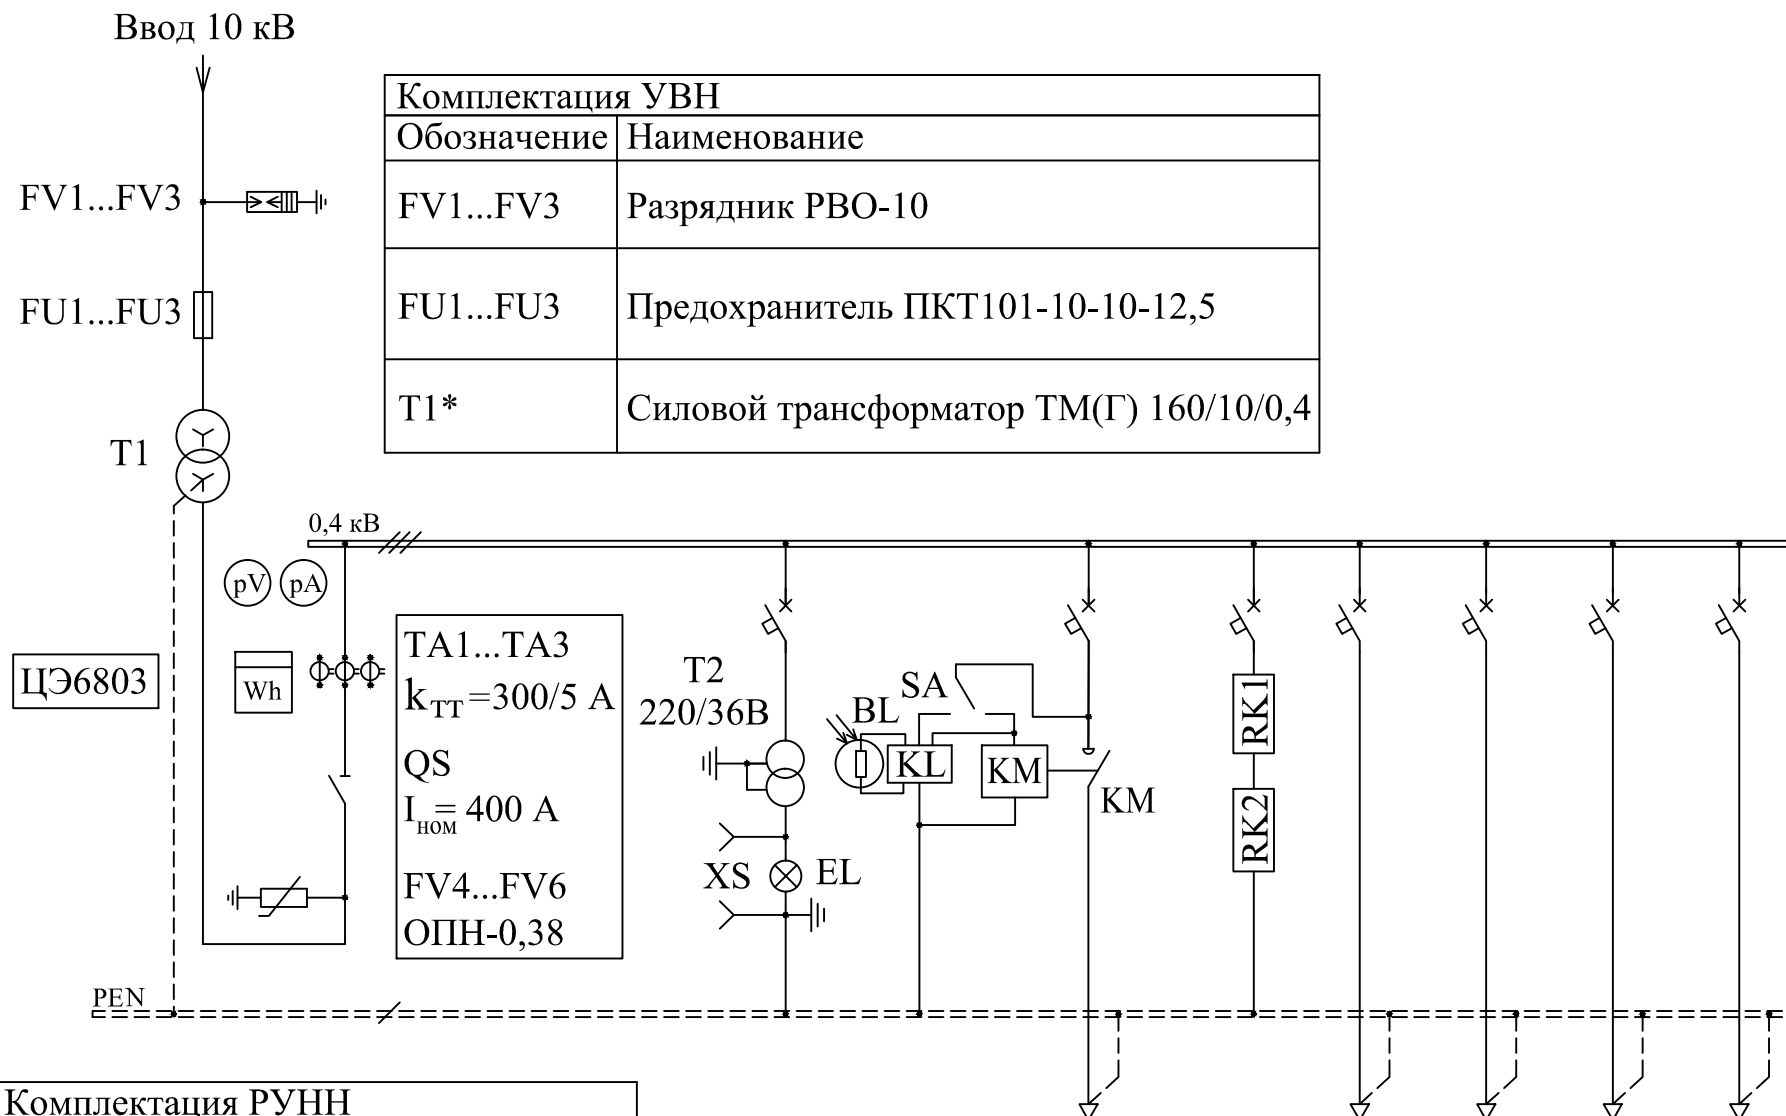 Ввод 10 кВ
Комплектация УВН
Обозначение Наименование
FV1...FV3
FV1...FV3 Разрядник РВО-10
FU1...FU3
FU1...FU3 Предохранитель ПКТ101-10-10-12,5
T1* Силовой трансформатор ТМ(Г) 160/10/0,4
T1
0,4 кВ
pV pA
ЦЭ6803
Wh
TA1...TA3
kТТ=300/5 А
QS
Iном= 400 А
FV4...FV6
ОПН-0,38
T2
220/36В
XS
EL
BL
SA
KL
KM
KM
RK1
RK2
PEN
Комплектация РУНН